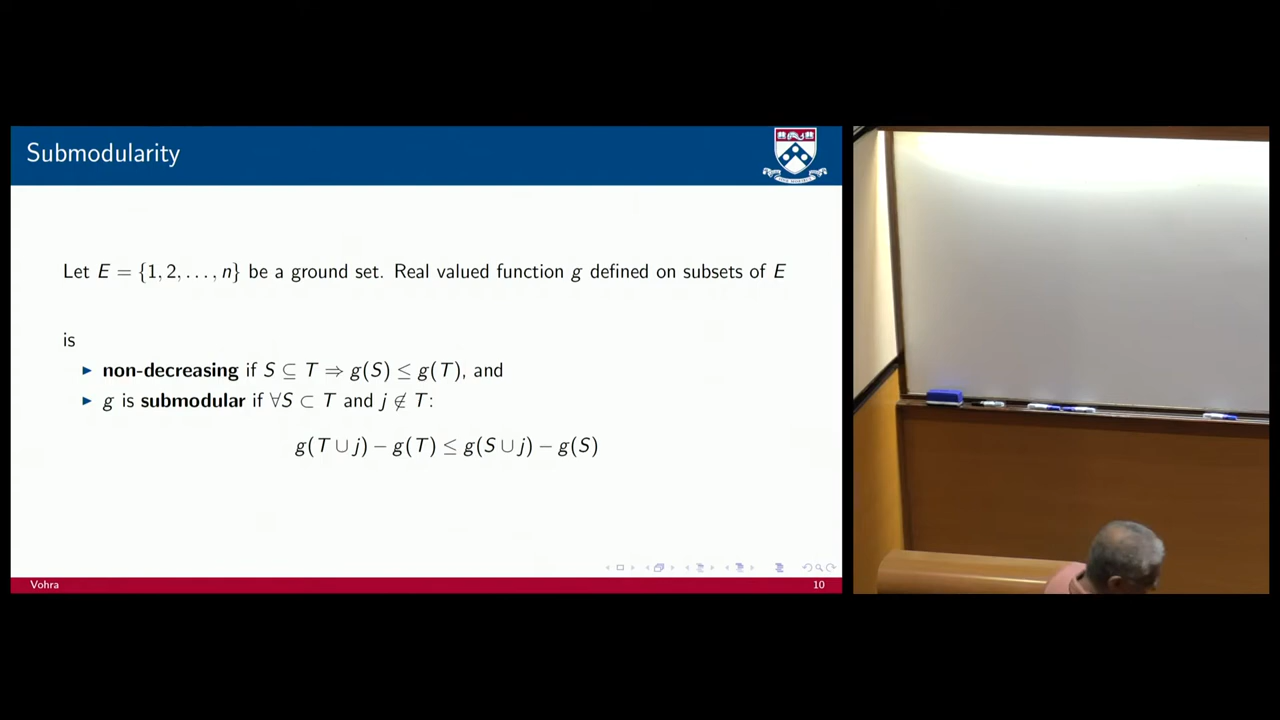 Submodularity
Let E = {1, 2, . . . , n} be a ground set. Real valued function g defined on subsets of E
is
▶ non-decreasing if S ⊆ T ⇒ g(S) ≤ g(T), and
▶ g is submodular if ∀S ⊂ T and j ∉ T:
g(T ∪ j) − g(T) ≤ g(S ∪ j) − g(S)
Vohra
10